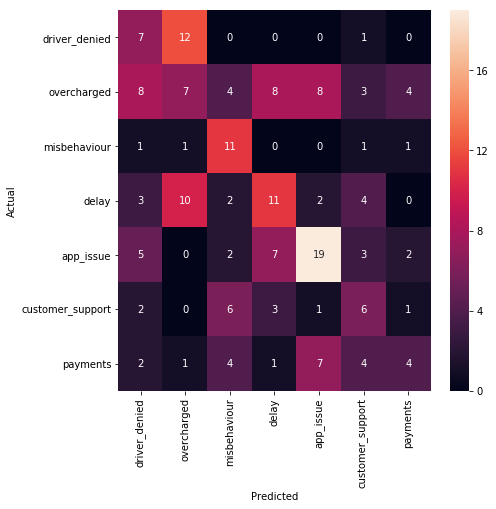 driver_denied 7 12 0 0 0 1 0
overcharged 8 7 4 8 8 3 4
misbehaviour 1 1 11 0 0 1 1
delay 3 10 2 11 2 4 0
app_issue 5 0 2 7 19 3 2
customer_support 2 0 6 3 1 6 1
payments 2 1 4 1 7 4 4
Actual
driver_denied
overcharged
misbehaviour
delay
app_issue
customer_support
payments
Predicted
16
12
8
4
0